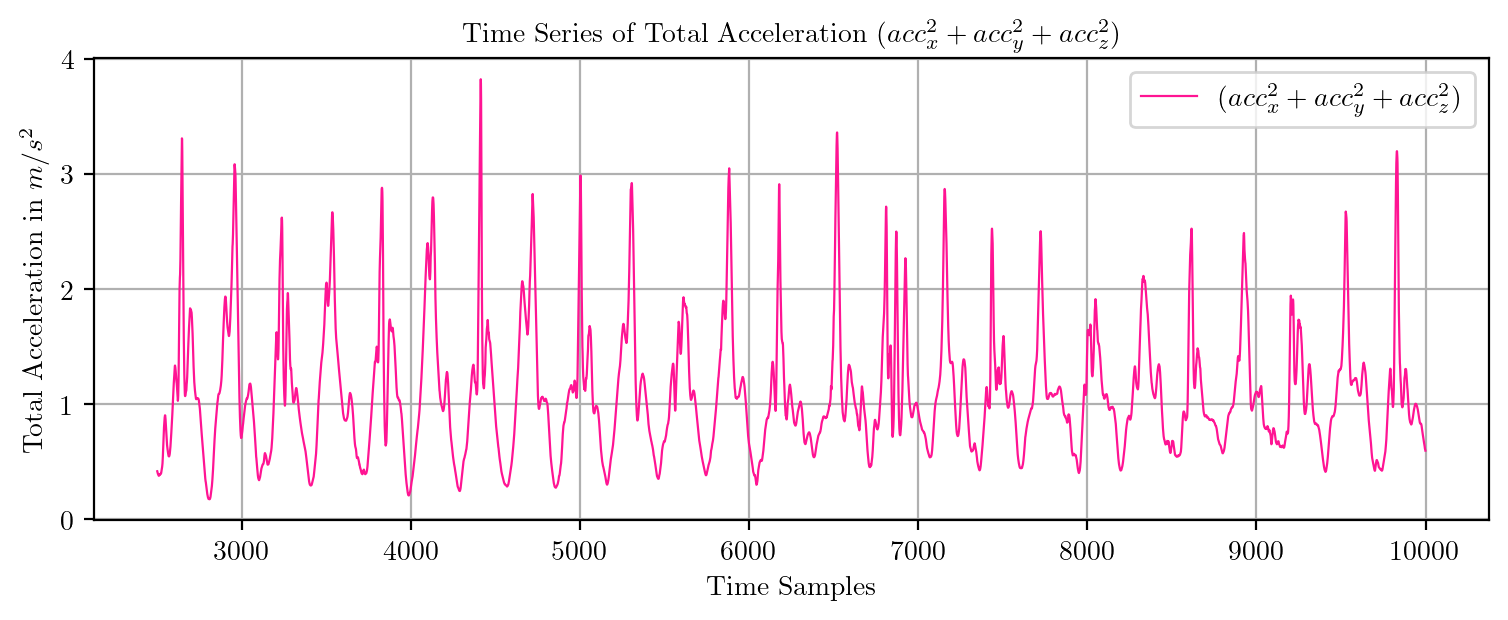 Time Series of Total Acceleration ($acc_x^2 + acc_y^2 + acc_z^2$)
($acc_x^2 + acc_y^2 + acc_z^2$)
Total Acceleration in $m/s^2$
4
3
2
1
0
3000 4000 5000 6000 7000 8000 9000 10000
Time Samples